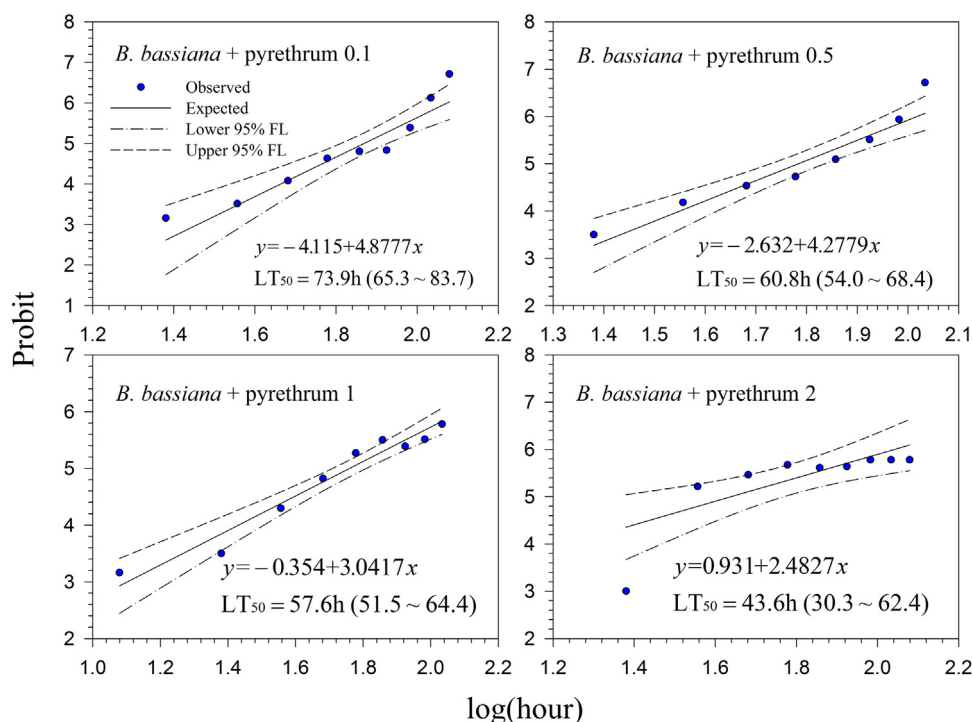 B. bassiana + pyrethrum 0.1
Observed
Expected
Lower 95% FL
Upper 95% FL
y=−4.115+4.8777x
LT50 = 73.9h (65.3 ~ 83.7)
8
7
6
5
4
3
2
1
1.2 1.4 1.6 1.8 2.0 2.2
B. bassiana + pyrethrum 0.5
y=−2.632+4.2779x
LT50 = 60.8h (54.0 ~ 68.4)
8
7
6
5
4
3
2
1.3 1.4 1.5 1.6 1.7 1.8 1.9 2.0 2.1
Probit
B. bassiana + pyrethrum 1
y=−0.354+3.0417x
LT50 = 57.6h (51.5 ~ 64.4)
7
6
5
4
3
2
1.0 1.2 1.4 1.6 1.8 2.0 2.2
B. bassiana + pyrethrum 2
y=0.931+2.4827x
LT50 = 43.6h (30.3 ~ 62.4)
8
7
6
5
4
3
2
1.2 1.4 1.6 1.8 2.0 2.2
log(hour)